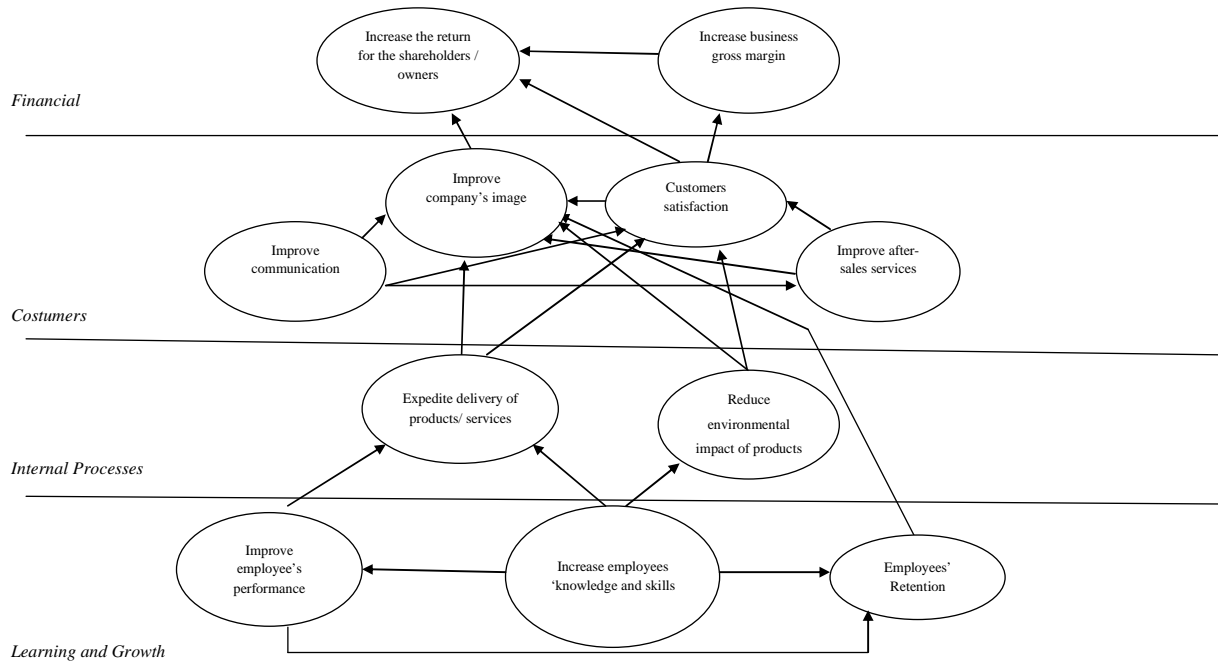 Increase the return
for the shareholders /
owners
Increase business
gross margin
Financial
Improve
company's image
Customers
satisfaction
Improve
communication
Improve after-
sales services
Costumers
Expedite delivery of
products/ services
Reduce
environmental
impact of products
Internal Processes
Improve
employee's
performance
Increase employees
‘knowledge and skills
Employees’
Retention
Learning and Growth